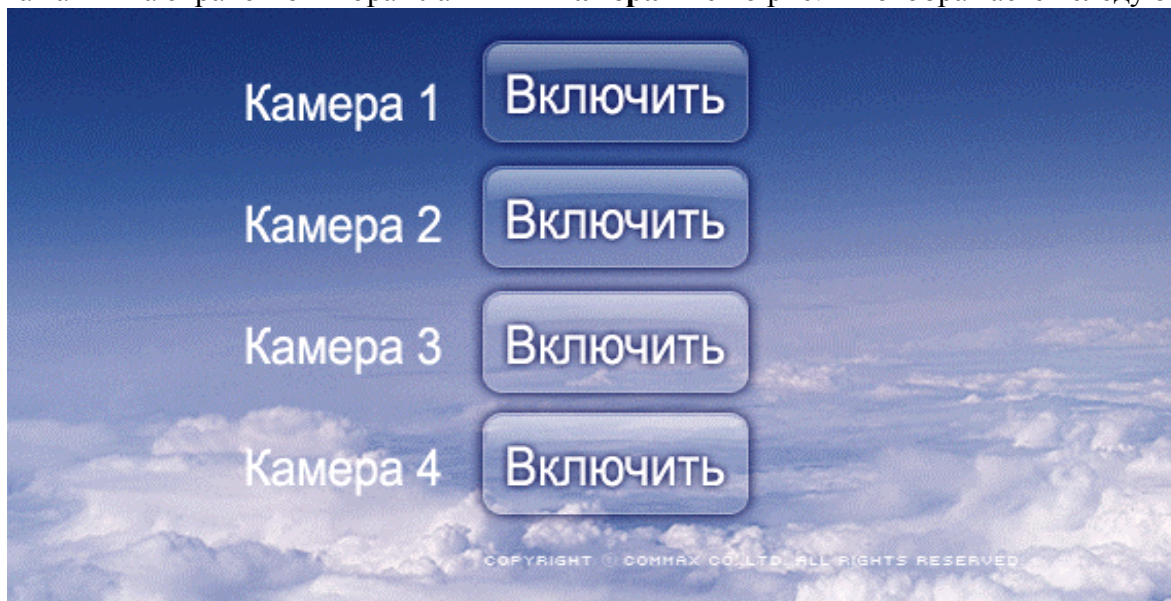 Камера 1 Включить
Камера 2 Включить
Камера 3 Включить
Камера 4 Включить
COPYRIGHT © COMMAX CO.,LTD. ALL RIGHTS RESERVED.